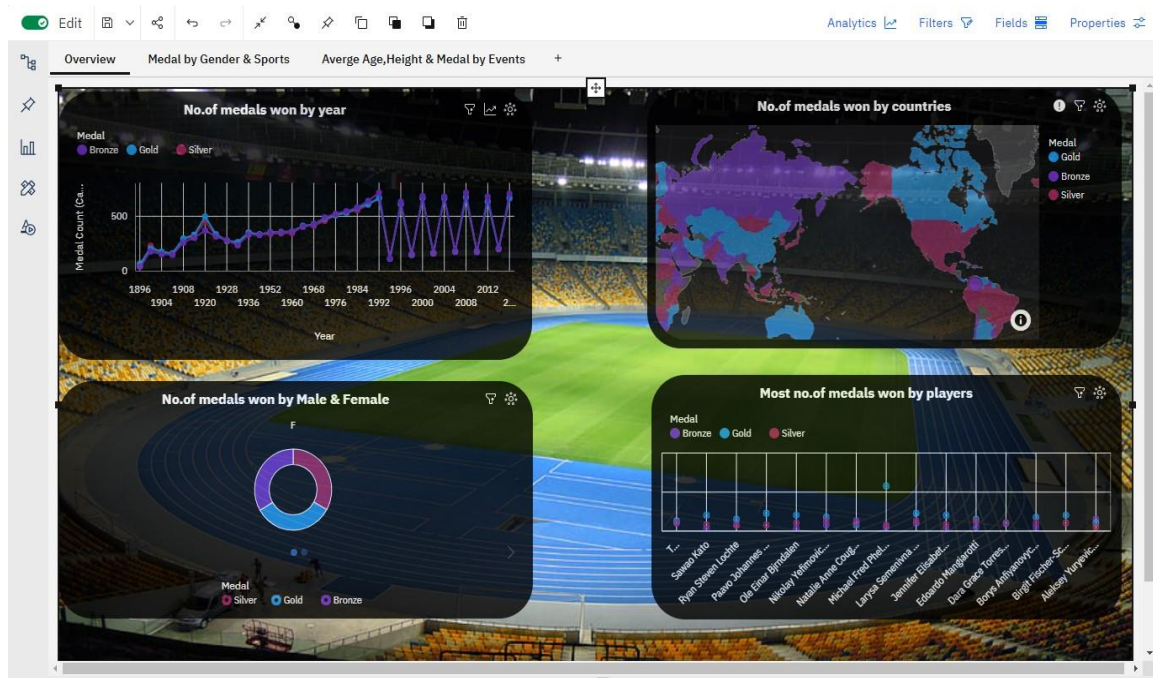 Edit
Analytics Filters Fields Properties
Overview Medal by Gender & Sports Averge Age,Height & Medal by Events +
No.of medals won by year
Medal
Bronze Gold Silver
Medal Count (Ca...
500
0
1896 1908 1928 1952 1968 1984 1996 2004 2012
1904 1920 1936 1960 1976 1992 2000 2008 2...
Year
No.of medals won by countries
Medal
Gold
Bronze
Silver
No.of medals won by Male & Female
F
Medal
Silver Gold Bronze
Most no.of medals won by players
Medal
Bronze Gold Silver
T...
Sawao Kato
Ryan Steven Lochte
Paavo Johannes ...
Ole Einar Bjrndalen
Nikolay Yefimovic...
Natalie Anne Coug...
Michael Fred Phel...
Larysa Semenivna ...
Jennifer Elisabet...
Edoardo Mangiarotti
Dara Grace Torres...
Borys Anfiyanovyc...
Birgit Fischer-Sc...
Aleksey Yuryevic...